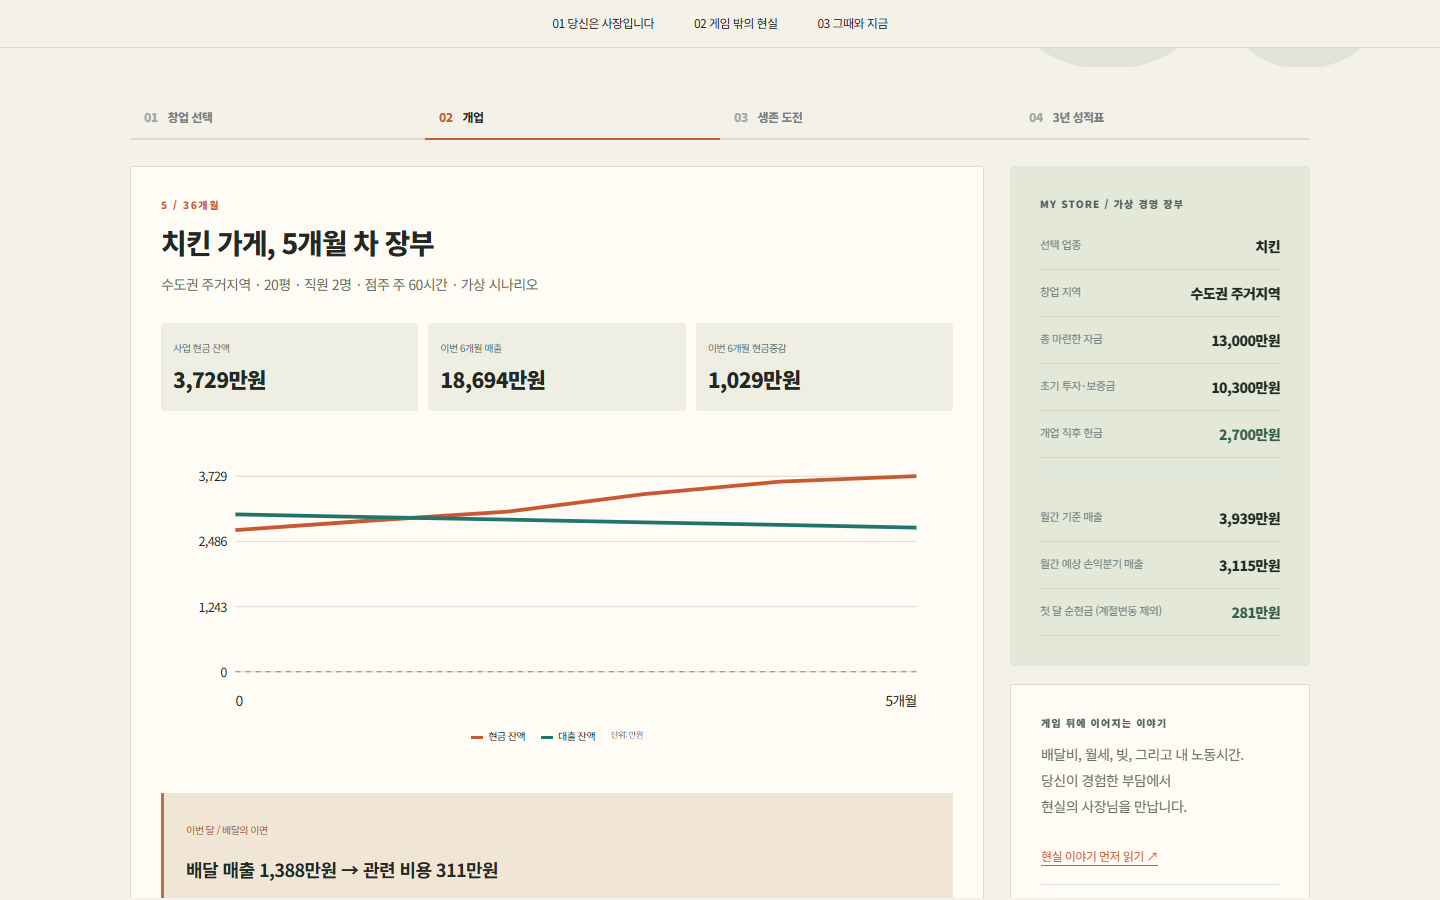 01 당신은 사장입니다
02 게임 밖의 현실
03 그때와 지금
01 창업 선택
02 개업
03 생존 도전
04 3년 성적표
5 / 36개월
치킨 가게, 5개월 차 장부
수도권 주거지역 · 20평 · 직원 2명 · 점주 주 60시간 · 가상 시나리오
사업 현금 잔액
3,729만원
이번 6개월 매출
18,694만원
이번 6개월 현금증감
1,029만원
3,729
2,486
1,243
0
0
5개월
현금 잔액
대출 잔액
단위: 만원
이번 달 / 배달의 이면
배달 매출 1,388만원 → 관련 비용 311만원
MY STORE / 가상 경영 장부
선택 업종
치킨
창업 지역
수도권 주거지역
총 마련한 자금
13,000만원
초기 투자·보증금
10,300만원
개업 직후 현금
2,700만원
월간 기준 매출
3,939만원
월간 예상 손익분기 매출
3,115만원
첫 달 순현금 (계절변동 제외)
281만원
게임 뒤에 이어지는 이야기
배달비, 월세, 빚, 그리고 내 노동시간.
당신이 경험한 부담에서
현실의 사장님을 만납니다.
현실 이야기 먼저 읽기 ↗